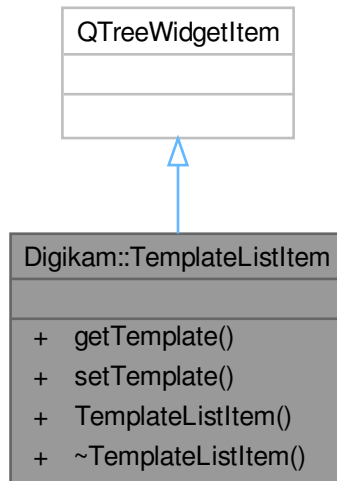 QTreeWidgetItem
Digikam::TemplateListItem
+ getTemplate()
+ setTemplate()
+ TemplateListItem()
+ ~TemplateListItem()